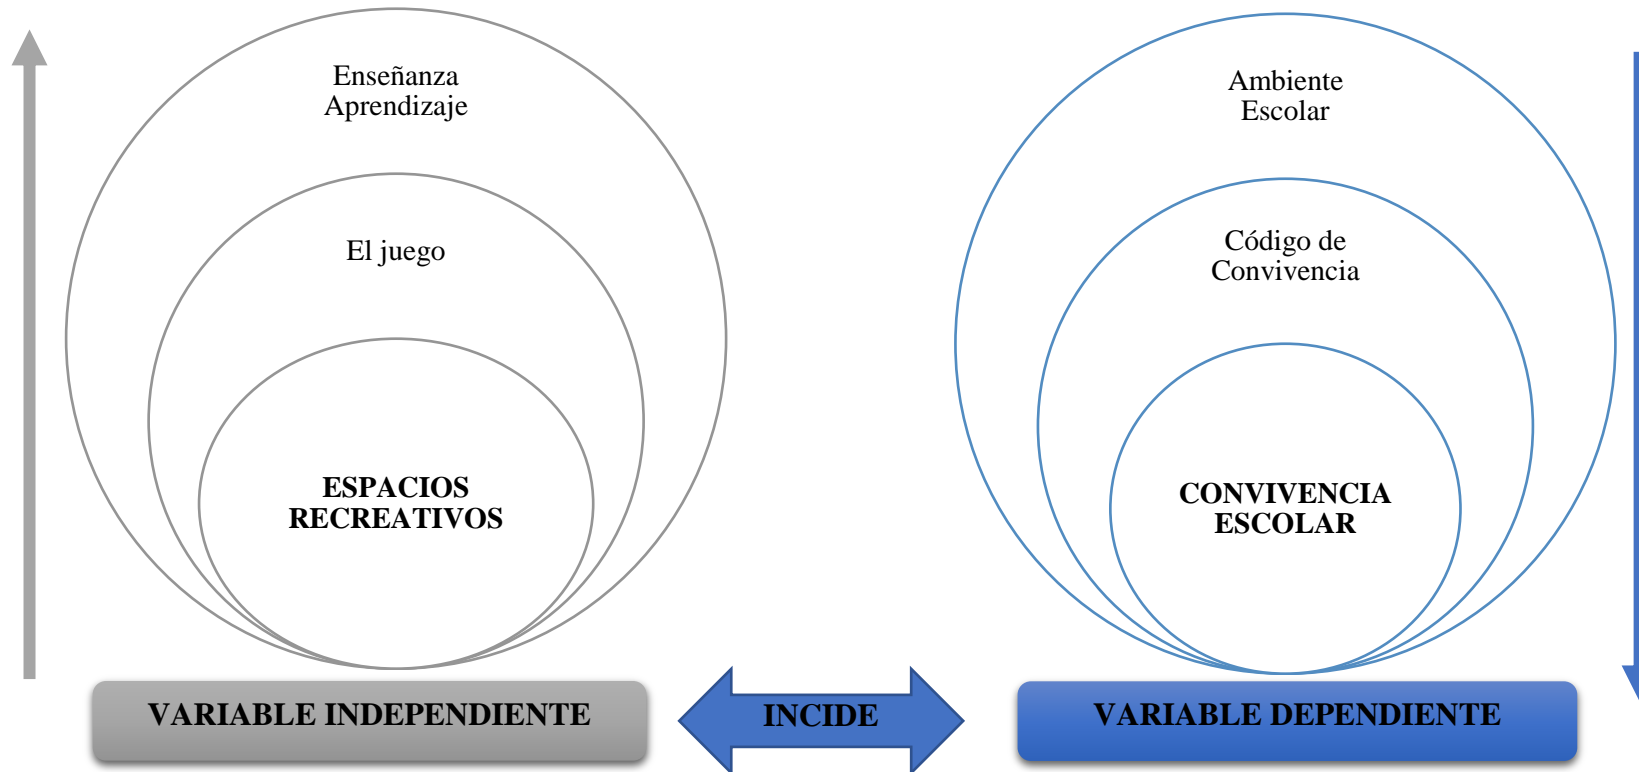 Enseñanza
Aprendizaje
El juego
ESPACIOS
RECREATIVOS
Ambiente
Escolar
Código de
Convivencia
CONVIVENCIA
ESCOLAR
VARIABLE INDEPENDIENTE
INCIDE
VARIABLE DEPENDIENTE